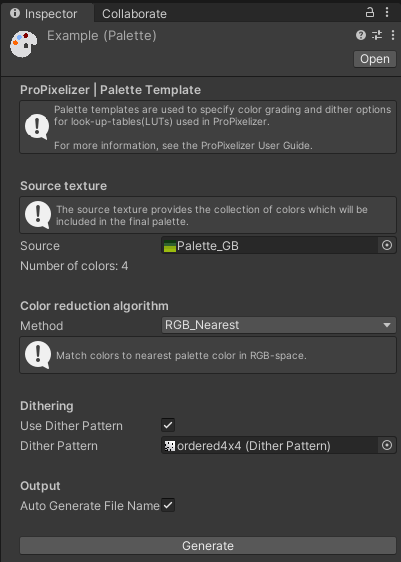 Inspector
Collaborate
Example (Palette)
Open
ProPixelizer | Palette Template
Palette templates are used to specify color grading and dither options
for look-up-tables(LUTs) used in ProPixelizer.
For more information, see the ProPixelizer User Guide.
Source texture
The source texture provides the collection of colors which will be
included in the final palette.
Source Palette_GB
Number of colors: 4
Color reduction algorithm
Method RGB_Nearest
Match colors to nearest palette color in RGB-space.
Dithering
Use Dither Pattern
Dither Pattern ordered4x4 (Dither Pattern)
Output
Auto Generate File Name
Generate